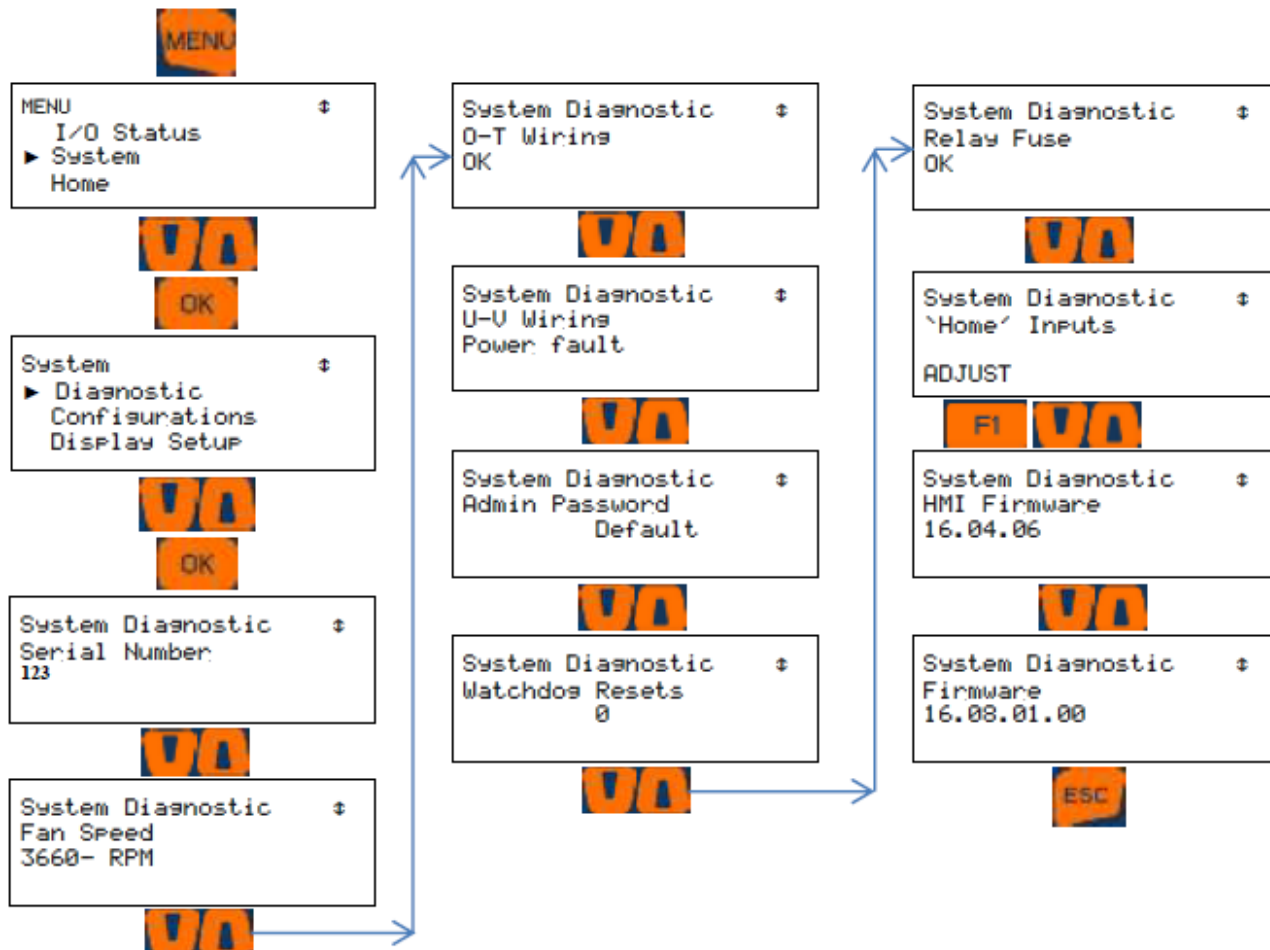 MENU
MENU
I/O Status
System
Home
OK
System
Diagnostic
Configurations
Display Setup
OK
System Diagnostic
Serial Number
123
System Diagnostic
Fan Speed
3660- RPM
System Diagnostic
O-T Wiring
OK
System Diagnostic
U-V Wiring
Power fault
System Diagnostic
Admin Password
Default
System Diagnostic
Watchdog Resets
0
System Diagnostic
Relay Fuse
OK
System Diagnostic
`Home´ Inputs
ADJUST
F1
System Diagnostic
HMI Firmware
16.04.06
System Diagnostic
Firmware
16.08.01.00
ESC